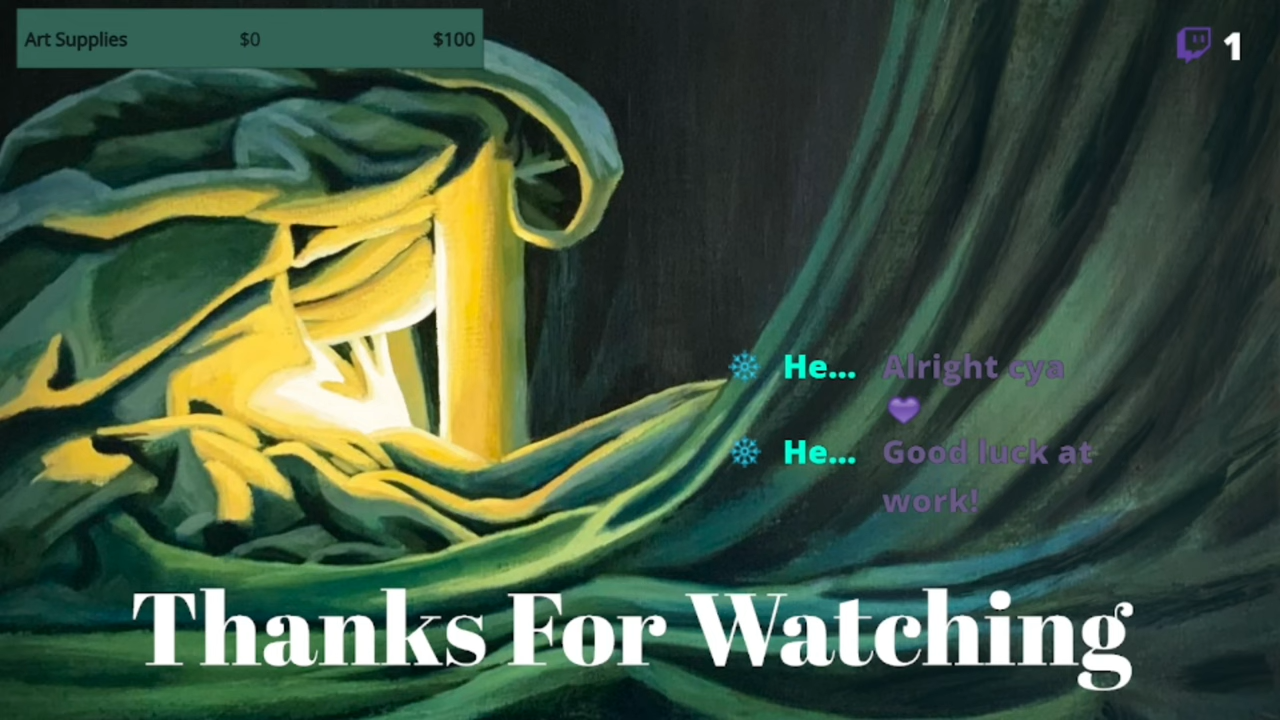 Art Supplies $0 $100
1
He... Alright cya
💜
He... Good luck at
work!
Thanks For Watching